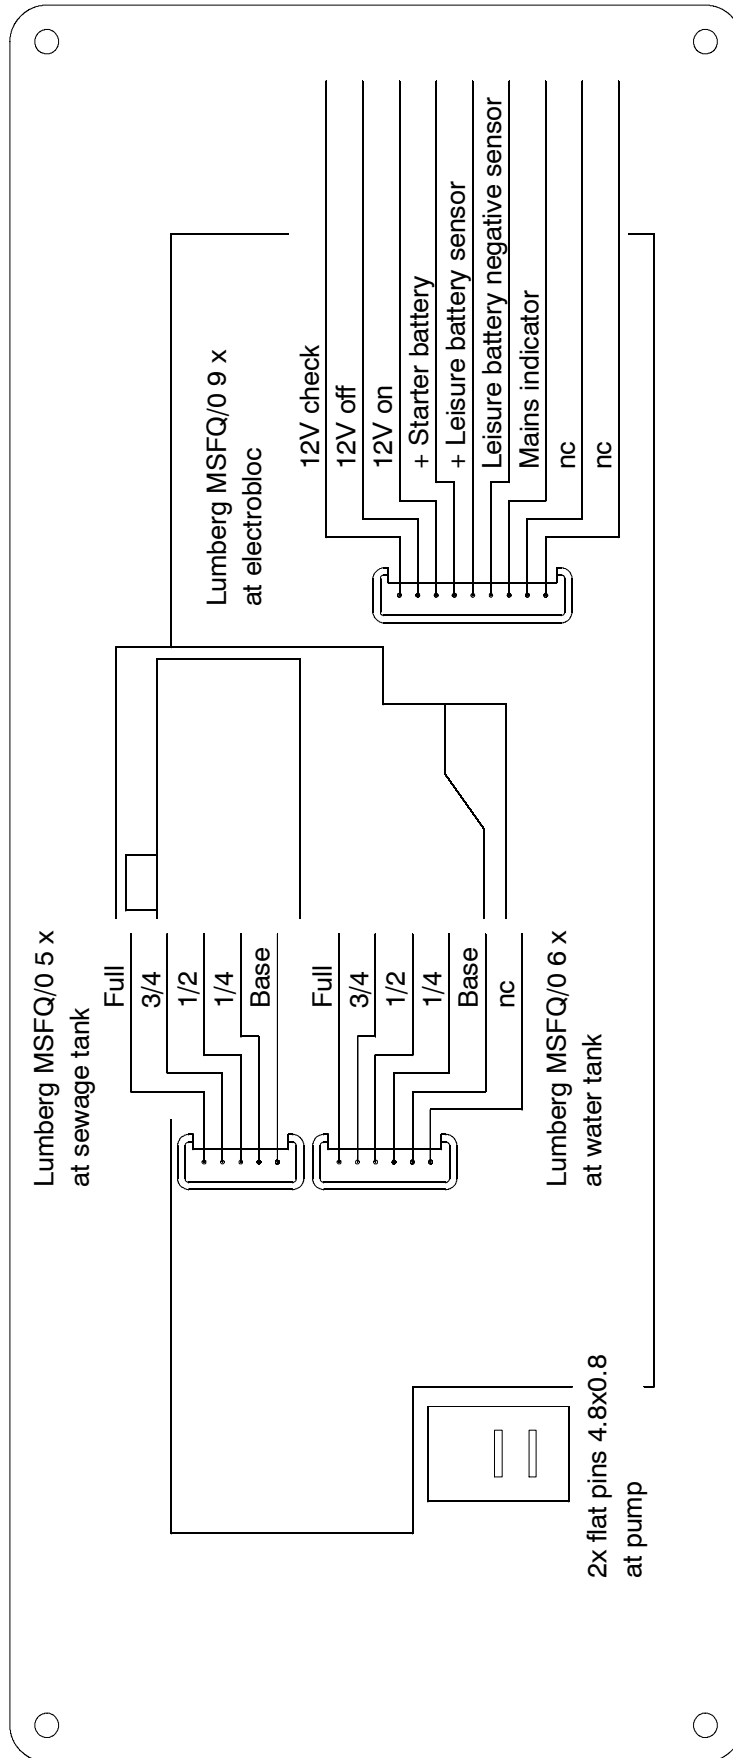 Lumberg MSFQ/0 5 x
at sewage tank
Full
3/4
1/2
1/4
Base
Full
3/4
1/2
1/4
Base
nc
Lumberg MSFQ/0 6 x
at water tank
Lumberg MSFQ/0 9 x
at electrobloc
12V check
12V off
12V on
+ Starter battery
+ Leisure battery sensor
Leisure battery negative sensor
Mains indicator
nc
nc
2x flat pins 4.8x0.8
at pump